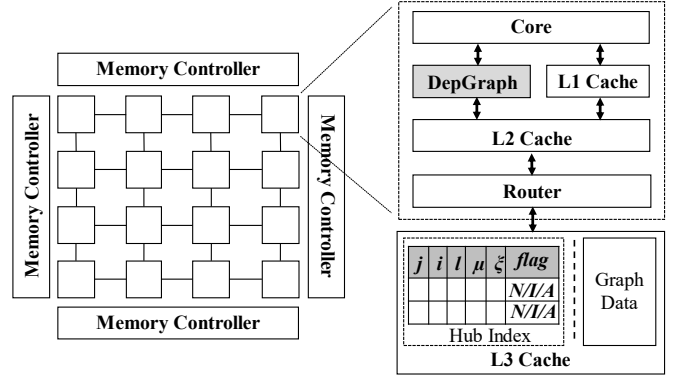 Memory Controller
Memory Controller
Memory Controller
Memory Controller
Core
DepGraph
L1 Cache
L2 Cache
Router
j i l μ ξ flag
N/I/A
N/I/A
Hub Index
Graph
Data
L3 Cache